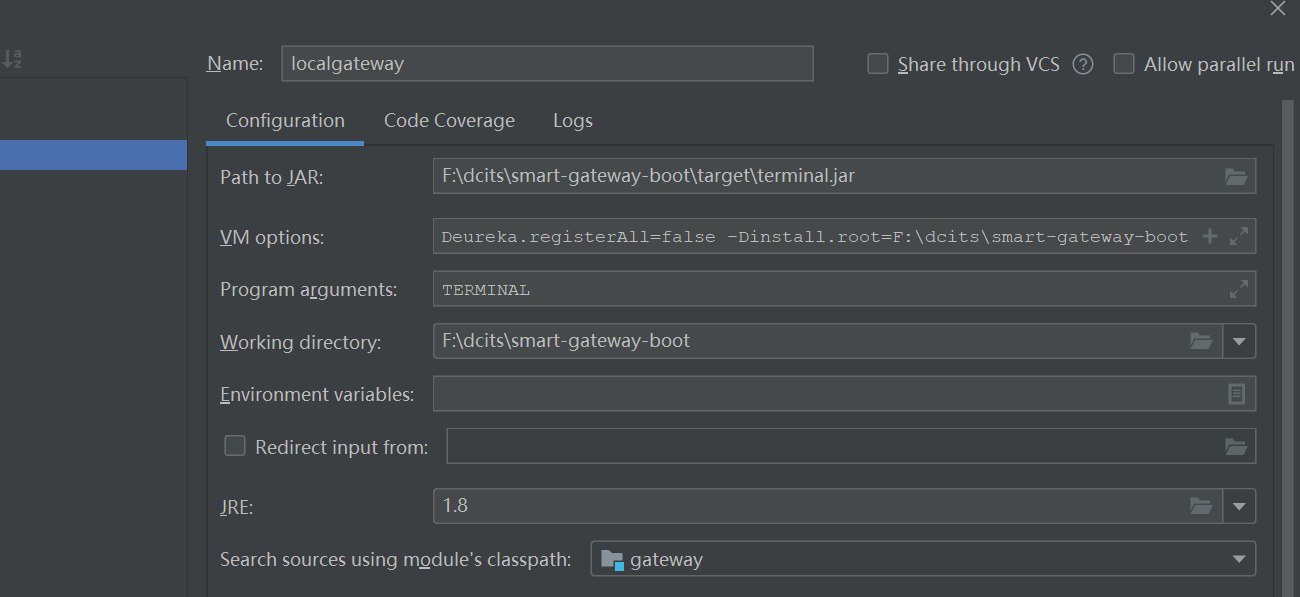 Name: localgateway Share through VCS ? Allow parallel run
Configuration Code Coverage Logs
Path to JAR: F:\dcits\smart-gateway-boot\target\terminal.jar
VM options: Deureka.registerAll=false -Dinstall.root=F:\dcits\smart-gateway-boot
Program arguments: TERMINAL
Working directory: F:\dcits\smart-gateway-boot
Environment variables:
Redirect input from:
JRE: 1.8
Search sources using module's classpath: gateway